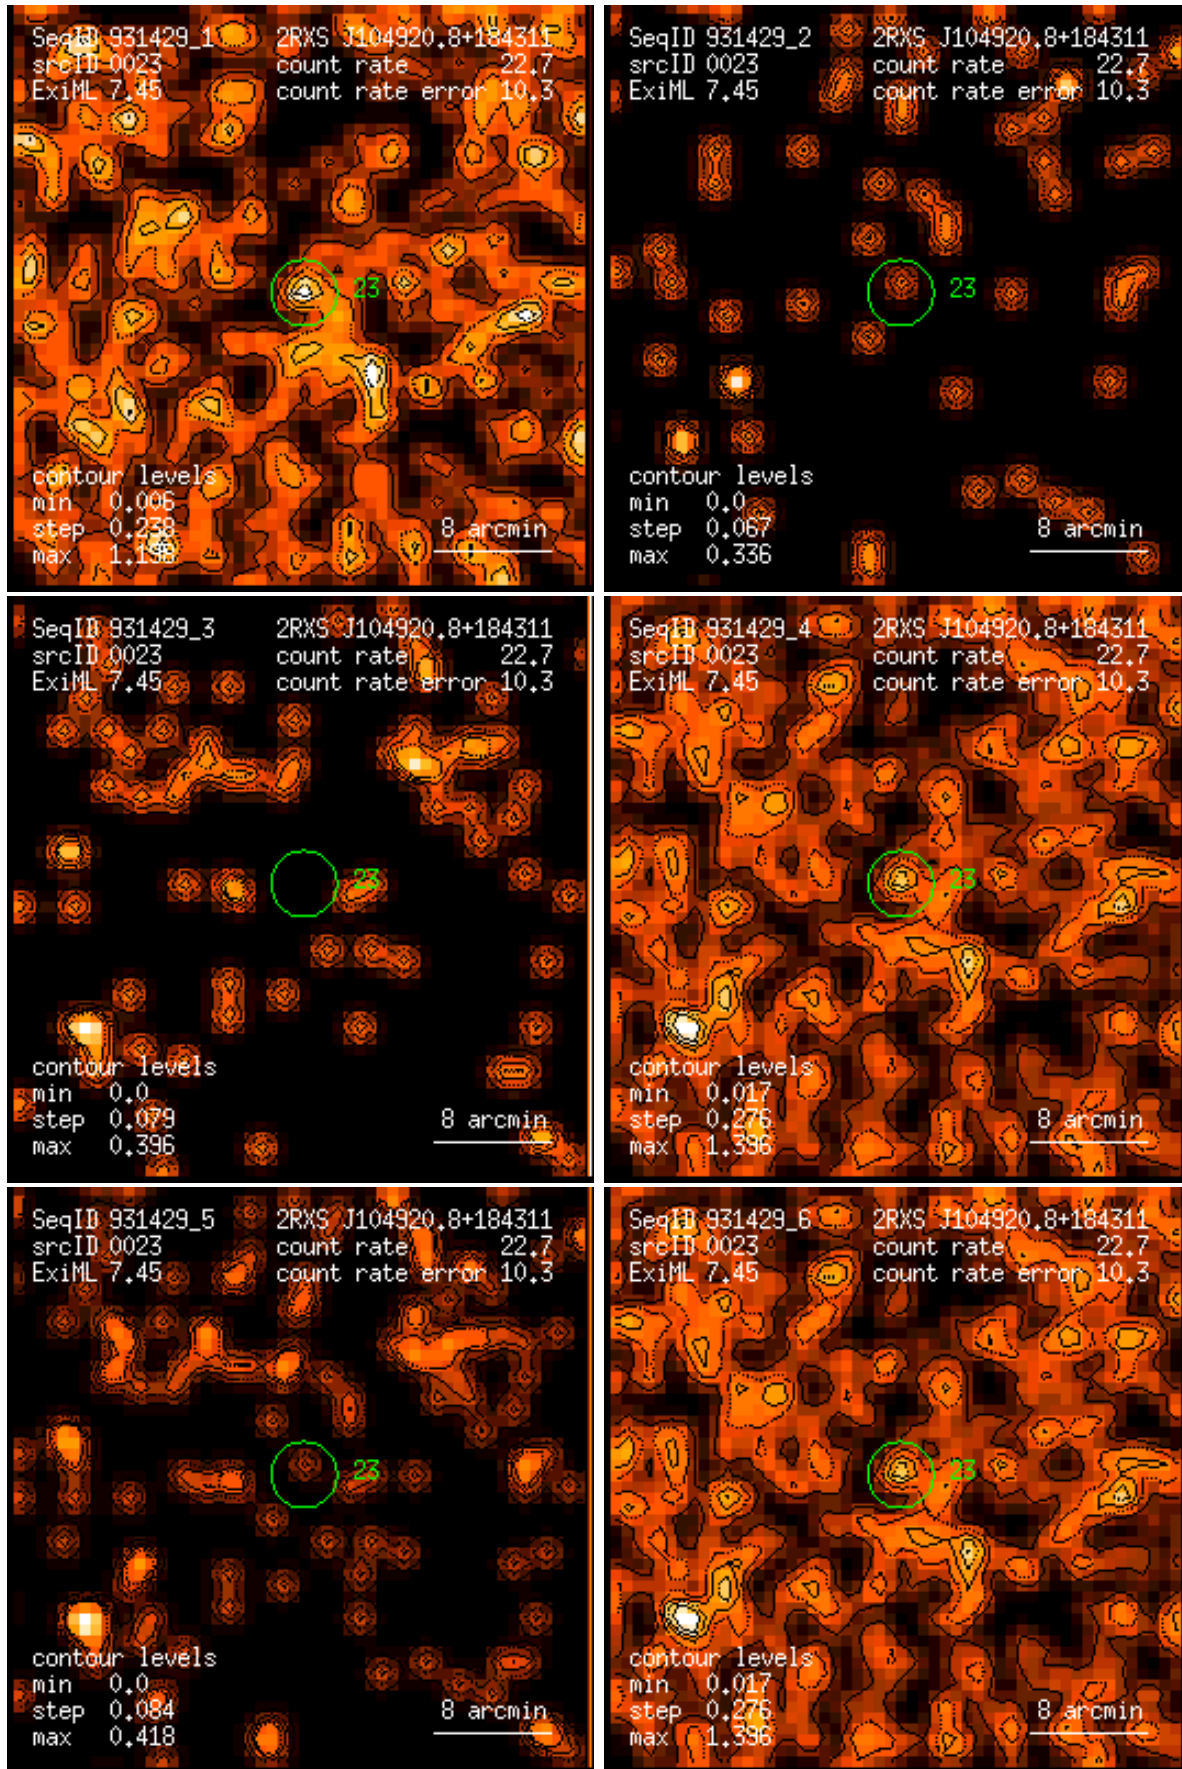 SeqID 931429_1 2RXS J104920.8+184311
srcID 0023 count rate 22.7
ExiML 7.45 count rate error 10.3
23
contour levels
min 0.006
step 0.238
max 1.198
8 arcmin
SeqID 931429_2 2RXS J104920.8+184311
srcID 0023 count rate 22.7
ExiML 7.45 count rate error 10.3
23
contour levels
min 0.0
step 0.067
max 0.336
8 arcmin
SeqID 931429_3 2RXS J104920.8+184311
srcID 0023 count rate 22.7
ExiML 7.45 count rate error 10.3
23
contour levels
min 0.0
step 0.079
max 0.396
8 arcmin
SeqID 931429_4 2RXS J104920.8+184311
srcID 0023 count rate 22.7
ExiML 7.45 count rate error 10.3
23
contour levels
min 0.017
step 0.276
max 1.396
8 arcmin
SeqID 931429_5 2RXS J104920.8+184311
srcID 0023 count rate 22.7
ExiML 7.45 count rate error 10.3
23
contour levels
min 0.0
step 0.084
max 0.418
8 arcmin
SeqID 931429_6 2RXS J104920.8+184311
srcID 0023 count rate 22.7
ExiML 7.45 count rate error 10.3
23
contour levels
min 0.017
step 0.276
max 1.396
8 arcmin